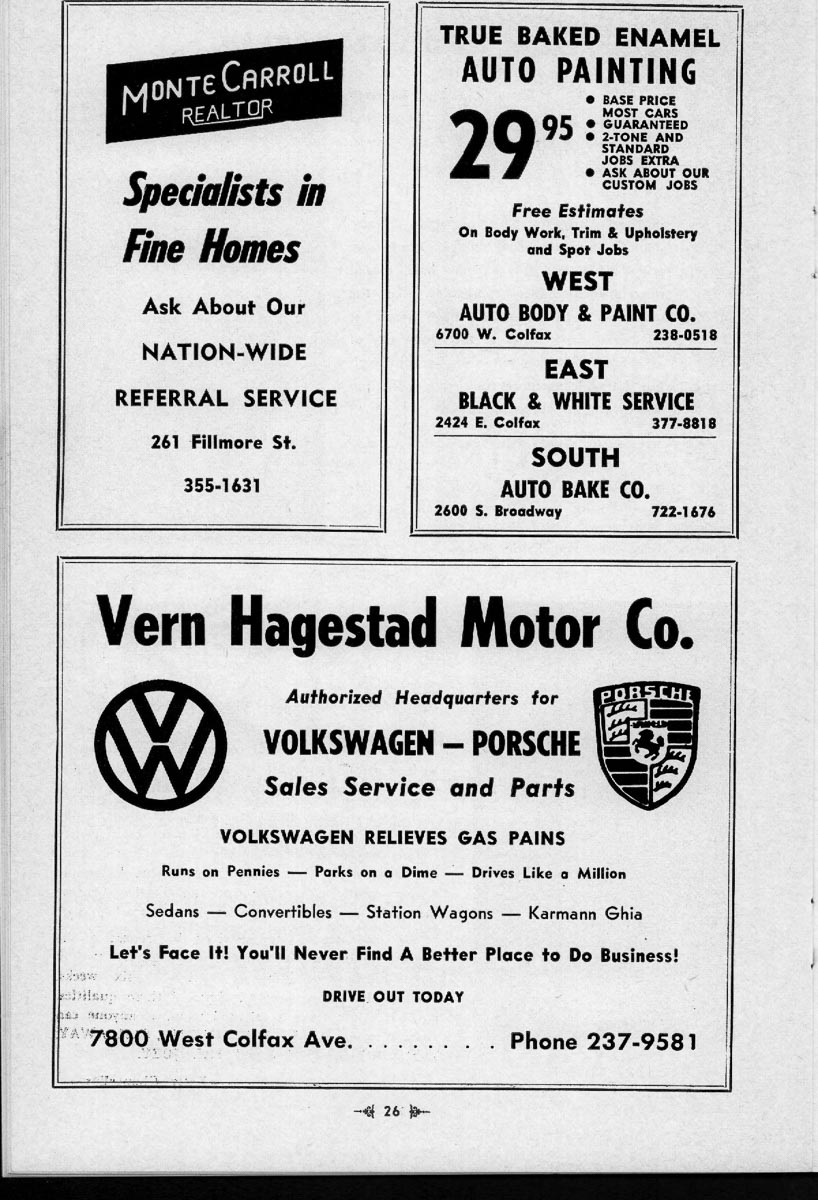 MONTE CARROLL
REALTOR
Specialists in
Fine Homes
Ask About Our
NATION-WIDE
REFERRAL SERVICE
261 Fillmore St.
355-1631
TRUE BAKED ENAMEL
AUTO PAINTING
29 95
• BASE PRICE
MOST CARS
• GUARANTEED
• 2-TONE AND
STANDARD
JOBS EXTRA
• ASK ABOUT OUR
CUSTOM JOBS
Free Estimates
On Body Work, Trim & Upholstery
and Spot Jobs
WEST
AUTO BODY & PAINT CO.
6700 W. Colfax 238-0518
EAST
BLACK & WHITE SERVICE
2424 E. Colfax 377-8818
SOUTH
AUTO BAKE CO.
2600 S. Broadway 722-1676
Vern Hagestad Motor Co.
Authorized Headquarters for
VOLKSWAGEN — PORSCHE
Sales Service and Parts
VW
PORSCHE
VOLKSWAGEN RELIEVES GAS PAINS
Runs on Pennies — Parks on a Dime — Drives Like a Million
Sedans — Convertibles — Station Wagons — Karmann Ghia
Let's Face It! You'll Never Find A Better Place to Do Business!
DRIVE OUT TODAY
7800 West Colfax Ave. . . . . . . . . Phone 237-9581
26